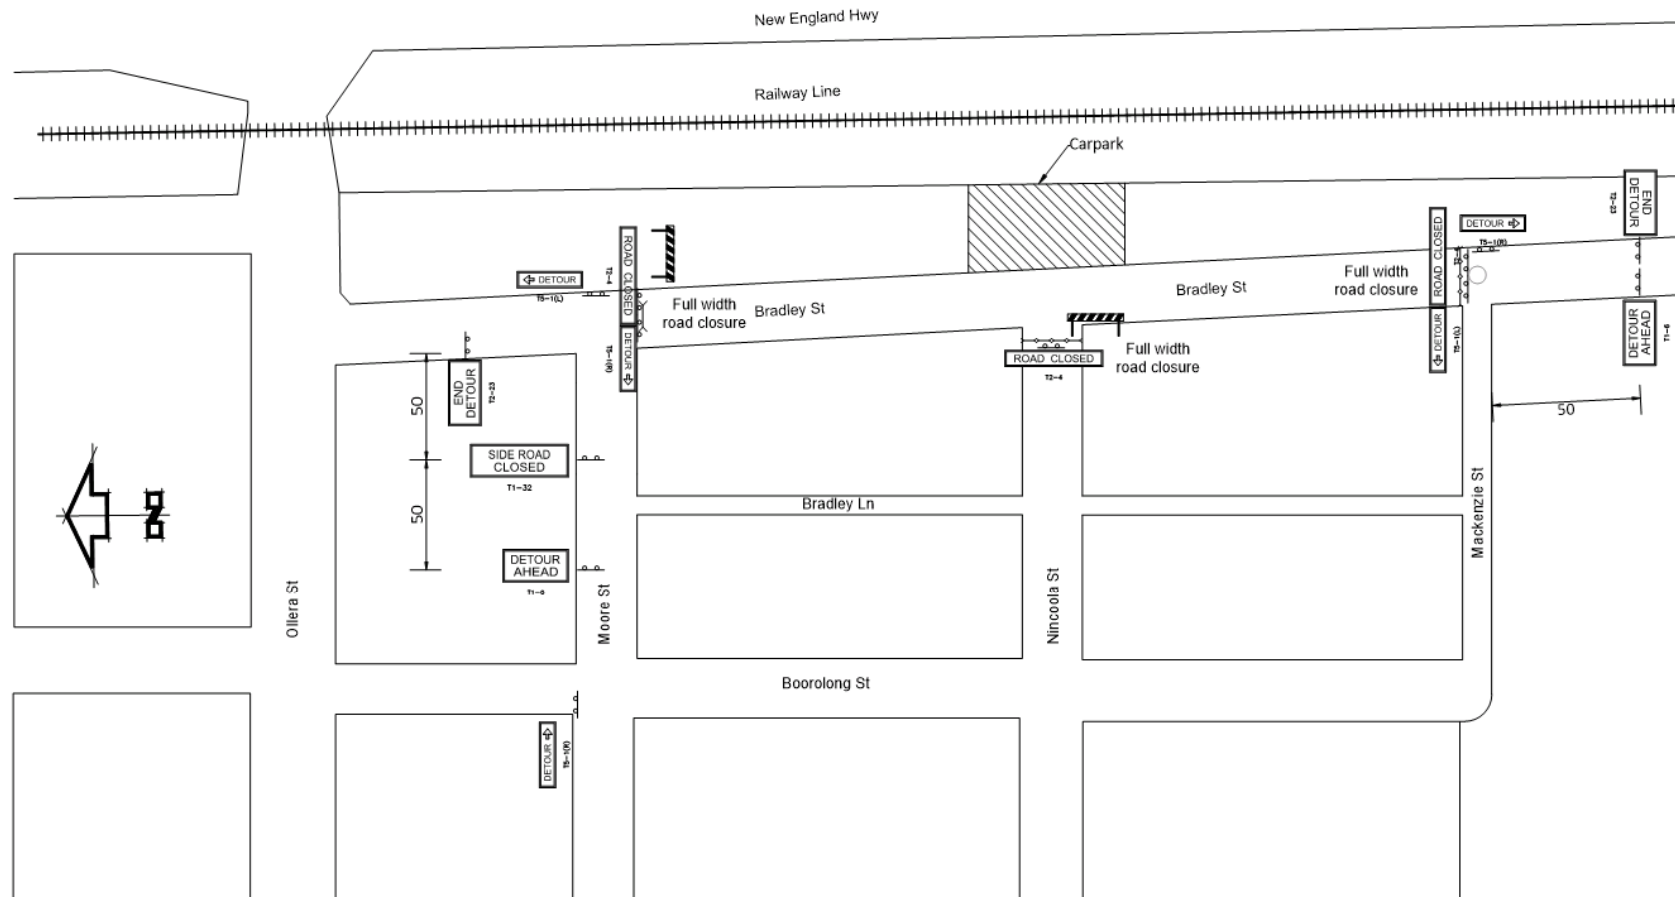 New England Hwy
Railway Line
Carpark
END
DETOUR
T2-23
ROAD CLOSED
T2-4
DETOUR
T5-1(L)
Full width
road closure
Bradley St
DETOUR
T5-1(R)
Bradley St
Full width
road closure
ROAD CLOSED
DETOUR
T5-1(R)
DETOUR
T5-1(L)
DETOUR
AHEAD
T1-6
50
ROAD CLOSED
T2-4
Full width
road closure
END
DETOUR
T2-23
50
SIDE ROAD
CLOSED
T1-32
50
DETOUR
AHEAD
T1-6
N
Bradley Ln
Ollera St
Moore St
Nincoola St
Mackenzie St
Boorolong St
DETOUR
T5-1(R)